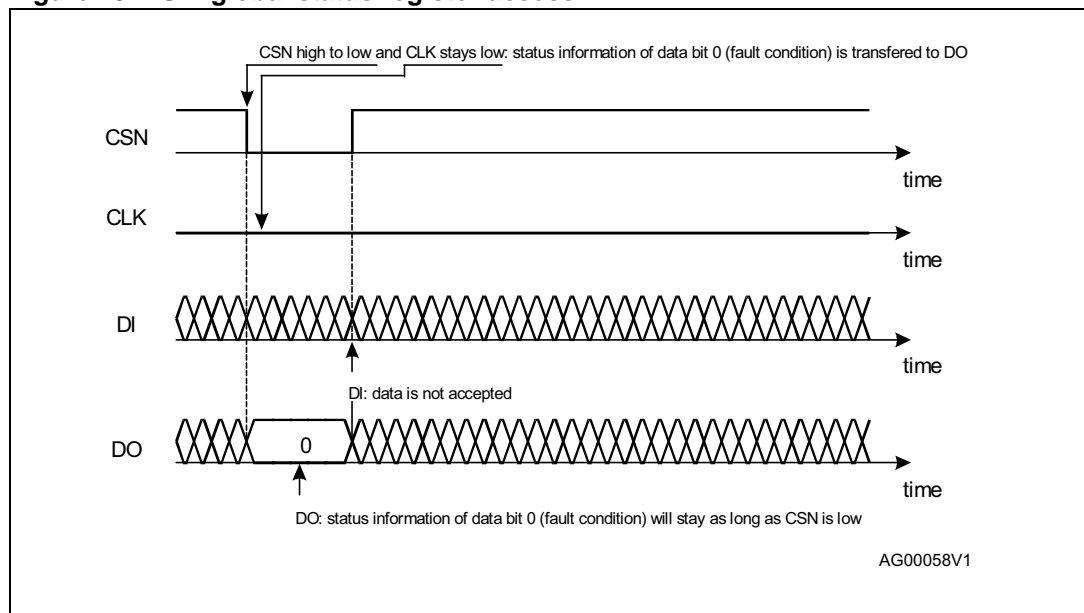 CSN high to low and CLK stays low: status information of data bit 0 (fault condition) is transfered to DO
CSN
time
CLK
time
DI
time
DI: data is not accepted
DO
0
time
DO: status information of data bit 0 (fault condition) will stay as long as CSN is low
AG00058V1